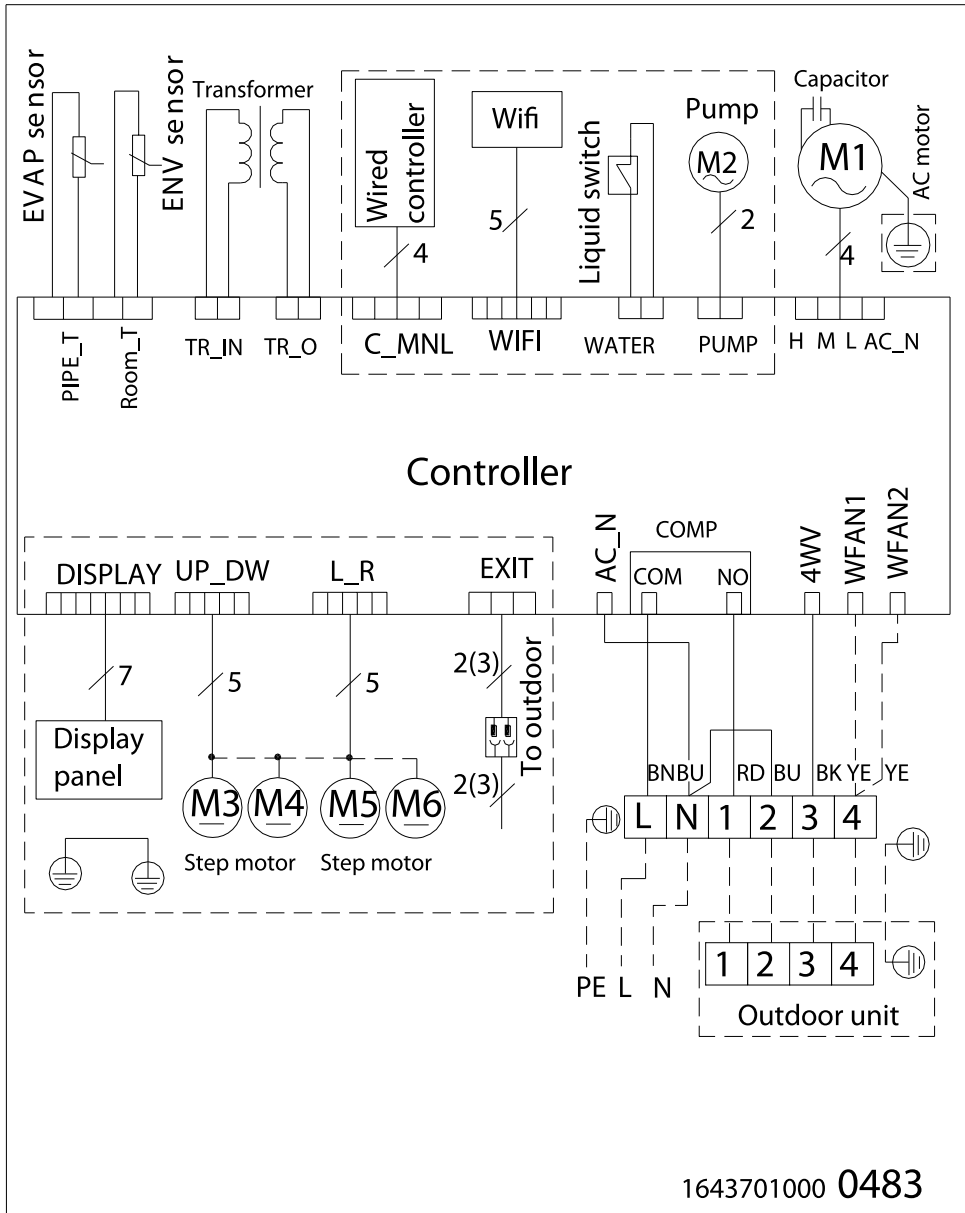 EVAP sensor
ENV sensor
Transformer
Wired
controller
4
Wifi
5
Liquid switch
Pump
M2
2
Capacitor
M1
4
AC motor
PIPE_T
Room_T
TR_IN
TR_O
C_MNL
WIFI
WATER
PUMP
H M L AC_N
Controller
DISPLAY
UP_DW
L_R
EXIT
AC_N
COMP
COM
NO
4WV
WFAN1
WFAN2
7
5
5
2(3)
To outdoor
2(3)
Display
panel
M3
M4
M5
M6
Step motor
Step motor
BN BU RD BU BK YE YE
L N 1 2 3 4
PE L N
1 2 3 4
Outdoor unit
1643701000 0483